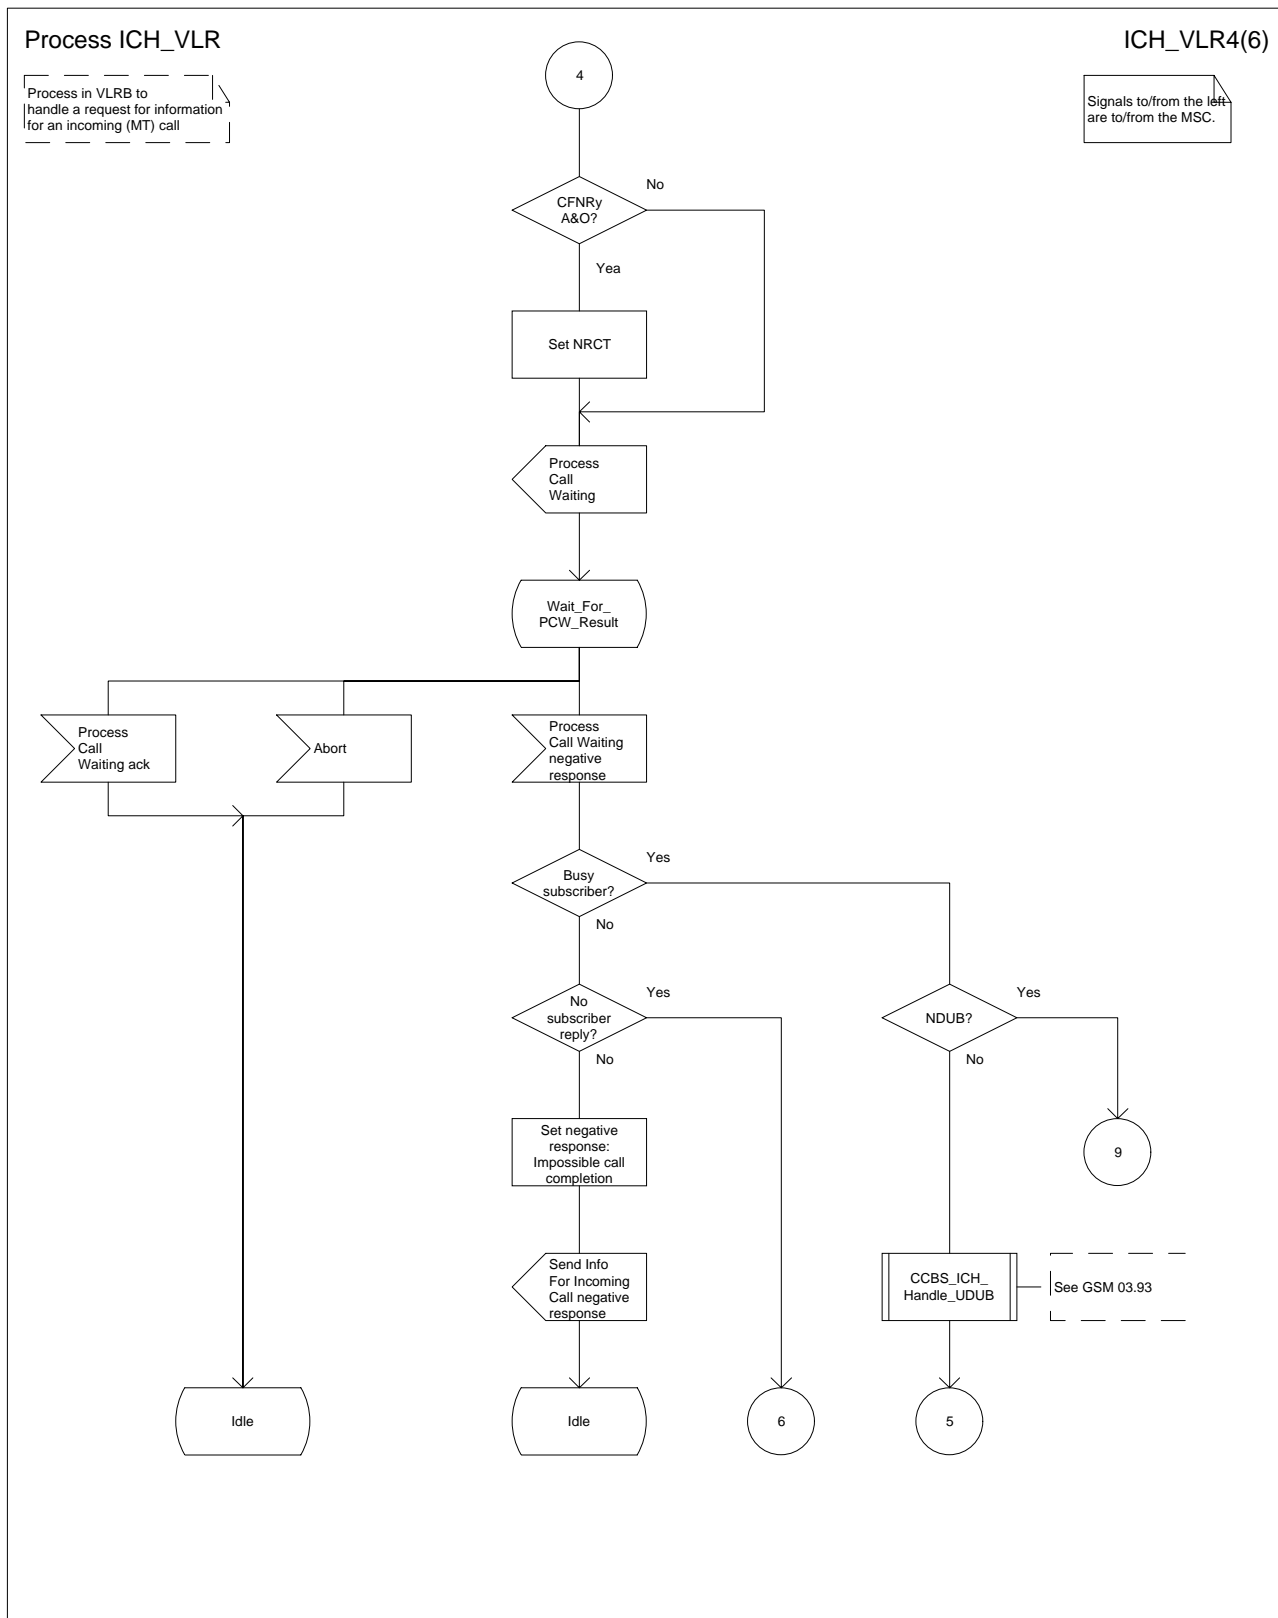 Process ICH_VLR
ICH_VLR4(6)
Process in VLRB to
handle a request for information
for an incoming (MT) call
Signals to/from the left
are to/from the MSC.
4
CFNRy
A&O?
No
Yea
Set NRCT
Process
Call
Waiting
Wait_For_
PCW_Result
Process
Call
Waiting ack
Abort
Process
Call Waiting
negative
response
Busy
subscriber?
Yes
No
No
subscriber
reply?
Yes
No
NDUB?
Yes
No
Set negative
response:
Impossible call
completion
9
Send Info
For Incoming
Call negative
response
CCBS_ICH_
Handle_UDUB
See GSM 03.93
Idle
Idle
6
5